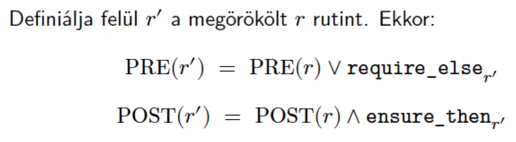 Definiálja felül r′ a megörökölt r rutint. Ekkor:
PRE(r′) = PRE(r) ∨ require_else_r′
POST(r′) = POST(r) ∧ ensure_then_r′